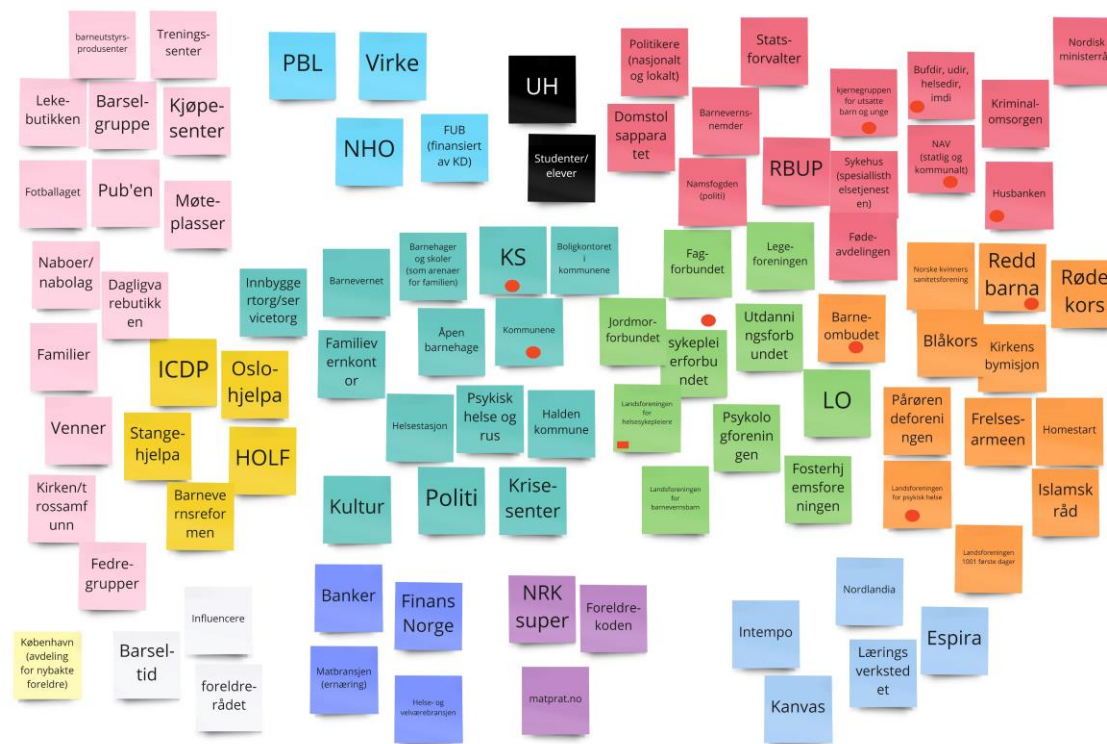 barneutstyrs-
produsenter
Trenings-
senter
Leke-
butikken
Barsel-
gruppe
Kjøpe-
senter
Fotballaget
Pub'en
Møte-
plasser
Naboer/
nabolag
Dagligva
rebutikk
en
Familier
Venner
Kirken/t
rossamf
unn
Fedre-
grupper
PBL
Virke
NHO
FUB
(finansiert
av KD)
UH
Studenter/
elever
Politikere
(nasjonalt
og lokalt)
Stats-
forvalter
Domstol
sappara
tet
Barneverns-
nemder
Namsfogden
(politi)
RBUP
kjernegruppen
for utsatte
barn og unge
Sykehus
(spesiallisth
elsetjenest
en)
Føde-
avdelingen
Bufdir, udir,
helsedir,
imdi
NAV
(statlig og
kommunalt)
Kriminal-
omsorgen
Husbanken
Nordisk
ministerrå
ICDP
Oslo-
hjelpa
Stange-
hjelpa
HOLF
Barneve
rnsrefor
men
Innbygge
rtorg/ser
vicetorg
Barnevernet
Barnehager
og skoler
(som arenaer
for familien)
KS
Boligkontoret
i
kommunene
Familiev
ernkont
or
Åpen
barnehage
Kommunene
Helsestasjon
Psykisk
helse og
rus
Halden
kommune
Kultur
Politi
Krise-
senter
Fag-
forbundet
Lege-
foreningen
Jordmor-
forbundet
sykeplei
erforbu
ndet
Utdanni
ngsforb
undet
Landsforeningen
for
helsesykepleiere
Psykolo
gforenin
gen
LO
Landsforeningen
for
barnevernsbarn
Fosterhj
emsfore
ningen
Barne-
ombudet
Norske kvinners
sanitetsforening
Redd
barna
Røde
kors
Blåkors
Kirkens
bymisjon
Pårøren
deforeni
ngen
Frelses-
armeen
Homestart
Landsforeningen
for psykisk helse
Islamsk
råd
Landsforeningen
1001 første dager
København
(avdeling
for nybakte
foreldre)
Barsel-
tid
Influencere
foreldre-
rådet
Banker
Finans
Norge
Matbransjen
(ernæring)
Helse- og
velværebransjen
NRK
super
Foreldre-
koden
matprat.no
Intempo
Nordlandia
Espira
Lærings
verksted
et
Kanvas